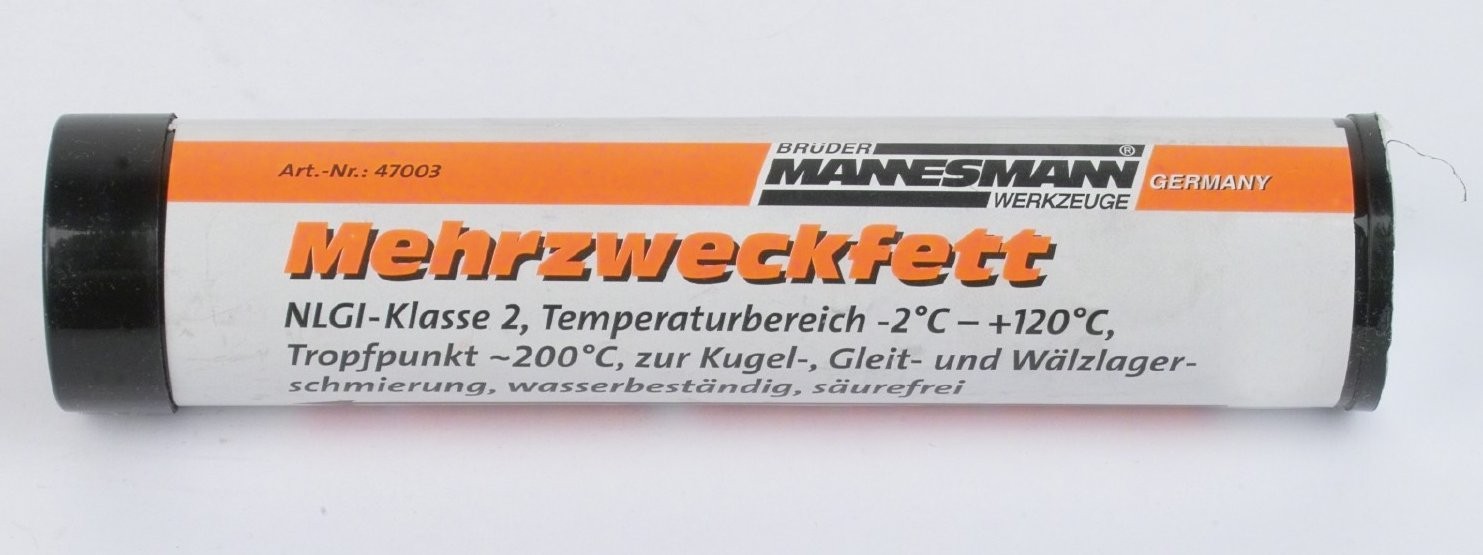 Art.-Nr.: 47003
BRÜDER
MANNESMANN®
WERKZEUGE
GERMANY
Mehrzweckfett
NLGI-Klasse 2, Temperaturbereich -2°C – +120°C,
Tropfpunkt ~200°C, zur Kugel-, Gleit- und Wälzlager-
schmierung, wasserbeständig, säurefrei